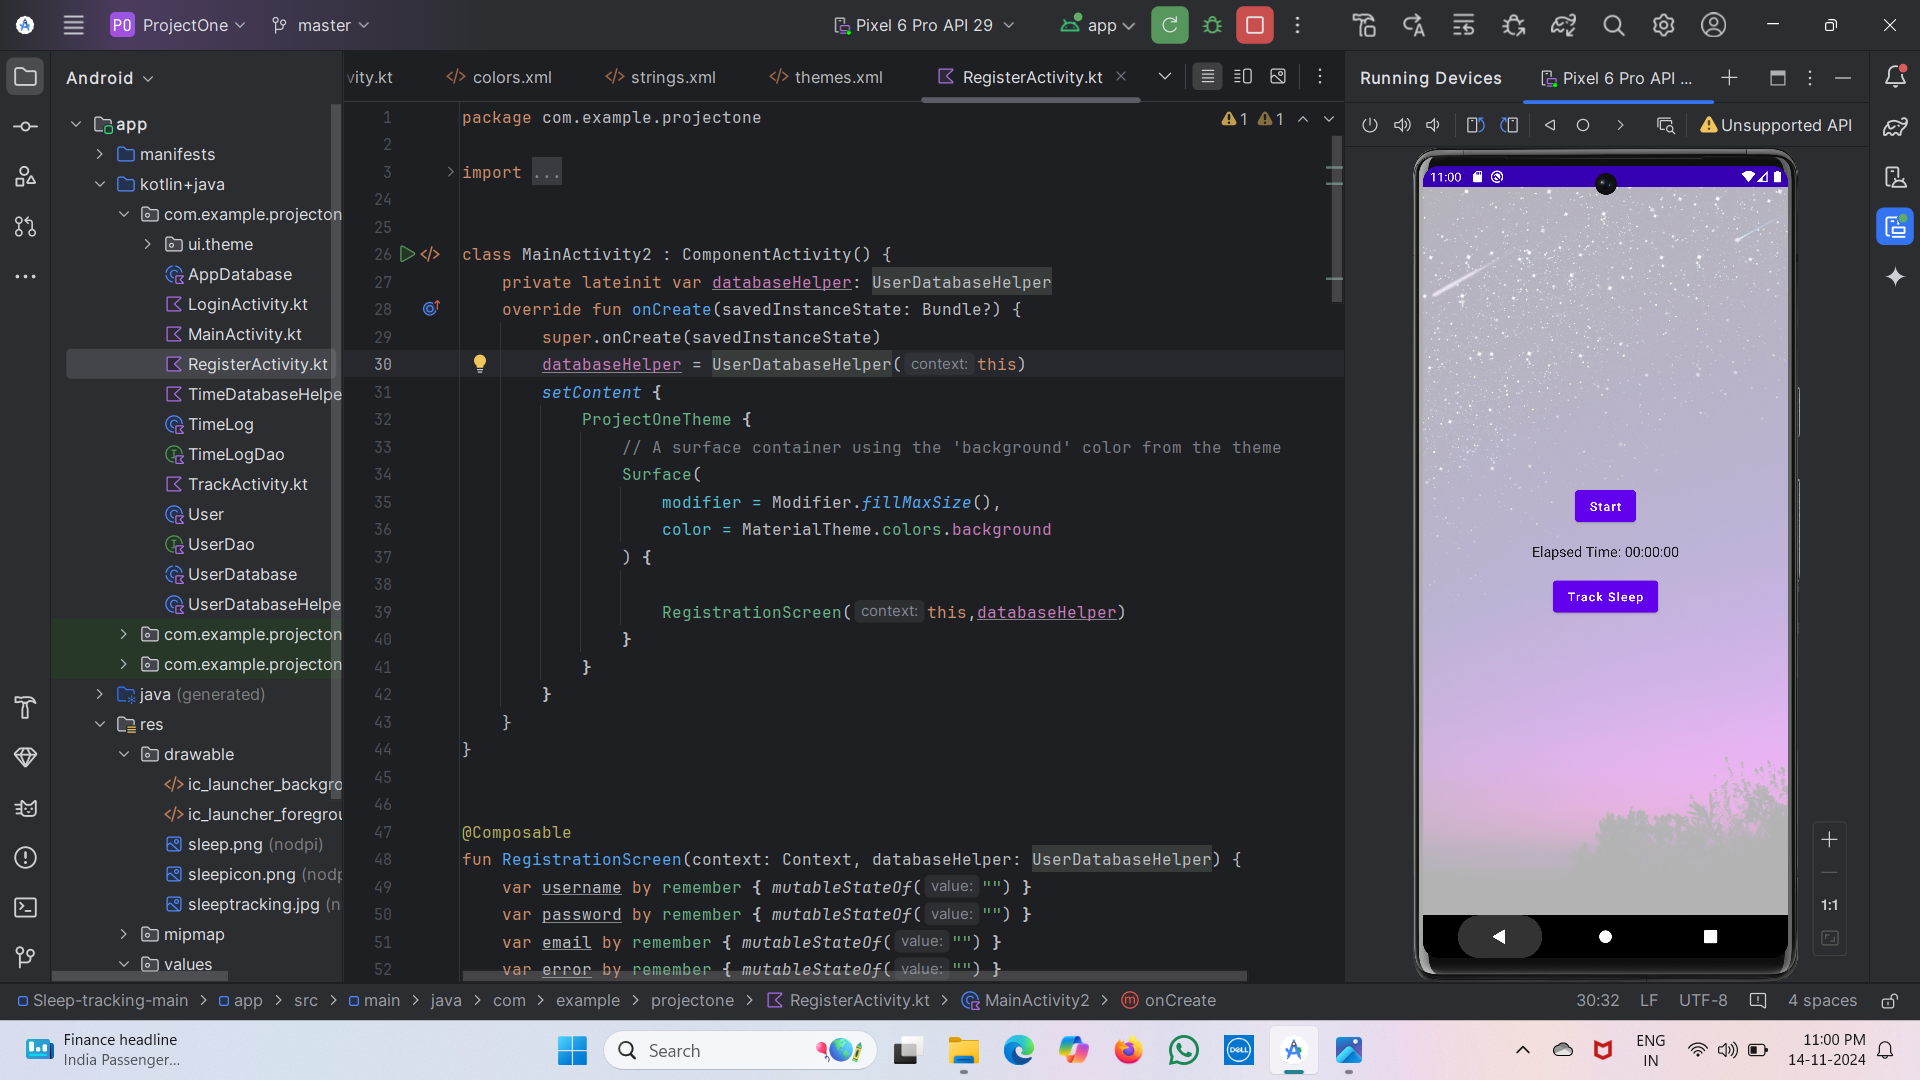 P0 ProjectOne master Pixel 6 Pro API 29 app
Android
vity.kt colors.xml strings.xml themes.xml RegisterActivity.kt
Running Devices Pixel 6 Pro API ...
Unsupported API
app
manifests
kotlin+java
com.example.projecton
ui.theme
AppDatabase
LoginActivity.kt
MainActivity.kt
RegisterActivity.kt
TimeDatabaseHelpe
TimeLog
TimeLogDao
TrackActivity.kt
User
UserDao
UserDatabase
UserDatabaseHelpe
com.example.projecton
com.example.projecton
java (generated)
res
drawable
ic_launcher_backgro
ic_launcher_foregrou
sleep.png (nodpi)
sleepicon.png (nodp
sleeptracking.jpg (n
mipmap
values
1 package com.example.projectone
1 1
2
3 import ...
24
25
26 class MainActivity2 : ComponentActivity() {
27 private lateinit var databaseHelper: UserDatabaseHelper
28 override fun onCreate(savedInstanceState: Bundle?) {
29 super.onCreate(savedInstanceState)
30 databaseHelper = UserDatabaseHelper( context: this)
31 setContent {
32 ProjectOneTheme {
33 // A surface container using the 'background' color from the theme
34 Surface(
35 modifier = Modifier.fillMaxSize(),
36 color = MaterialTheme.colors.background
37 ) {
38
39 RegistrationScreen( context: this,databaseHelper)
40 }
41 }
42 }
43 }
44 }
45
46
47 @Composable
48 fun RegistrationScreen(context: Context, databaseHelper: UserDatabaseHelper) {
49 var username by remember { mutableStateOf( value: "") }
50 var password by remember { mutableStateOf( value: "") }
51 var email by remember { mutableStateOf( value: "") }
52 var error by remember { mutableStateOf( value: "") }
11:00
Start
Elapsed Time: 00:00:00
Track Sleep
1:1
Sleep-tracking-main > app > src > main > java > com > example > projectone > RegisterActivity.kt > MainActivity2 > onCreate
30:32 LF UTF-8 4 spaces
Finance headline
India Passenger...
Search
DELL
ENG
IN
11:00 PM
14-11-2024